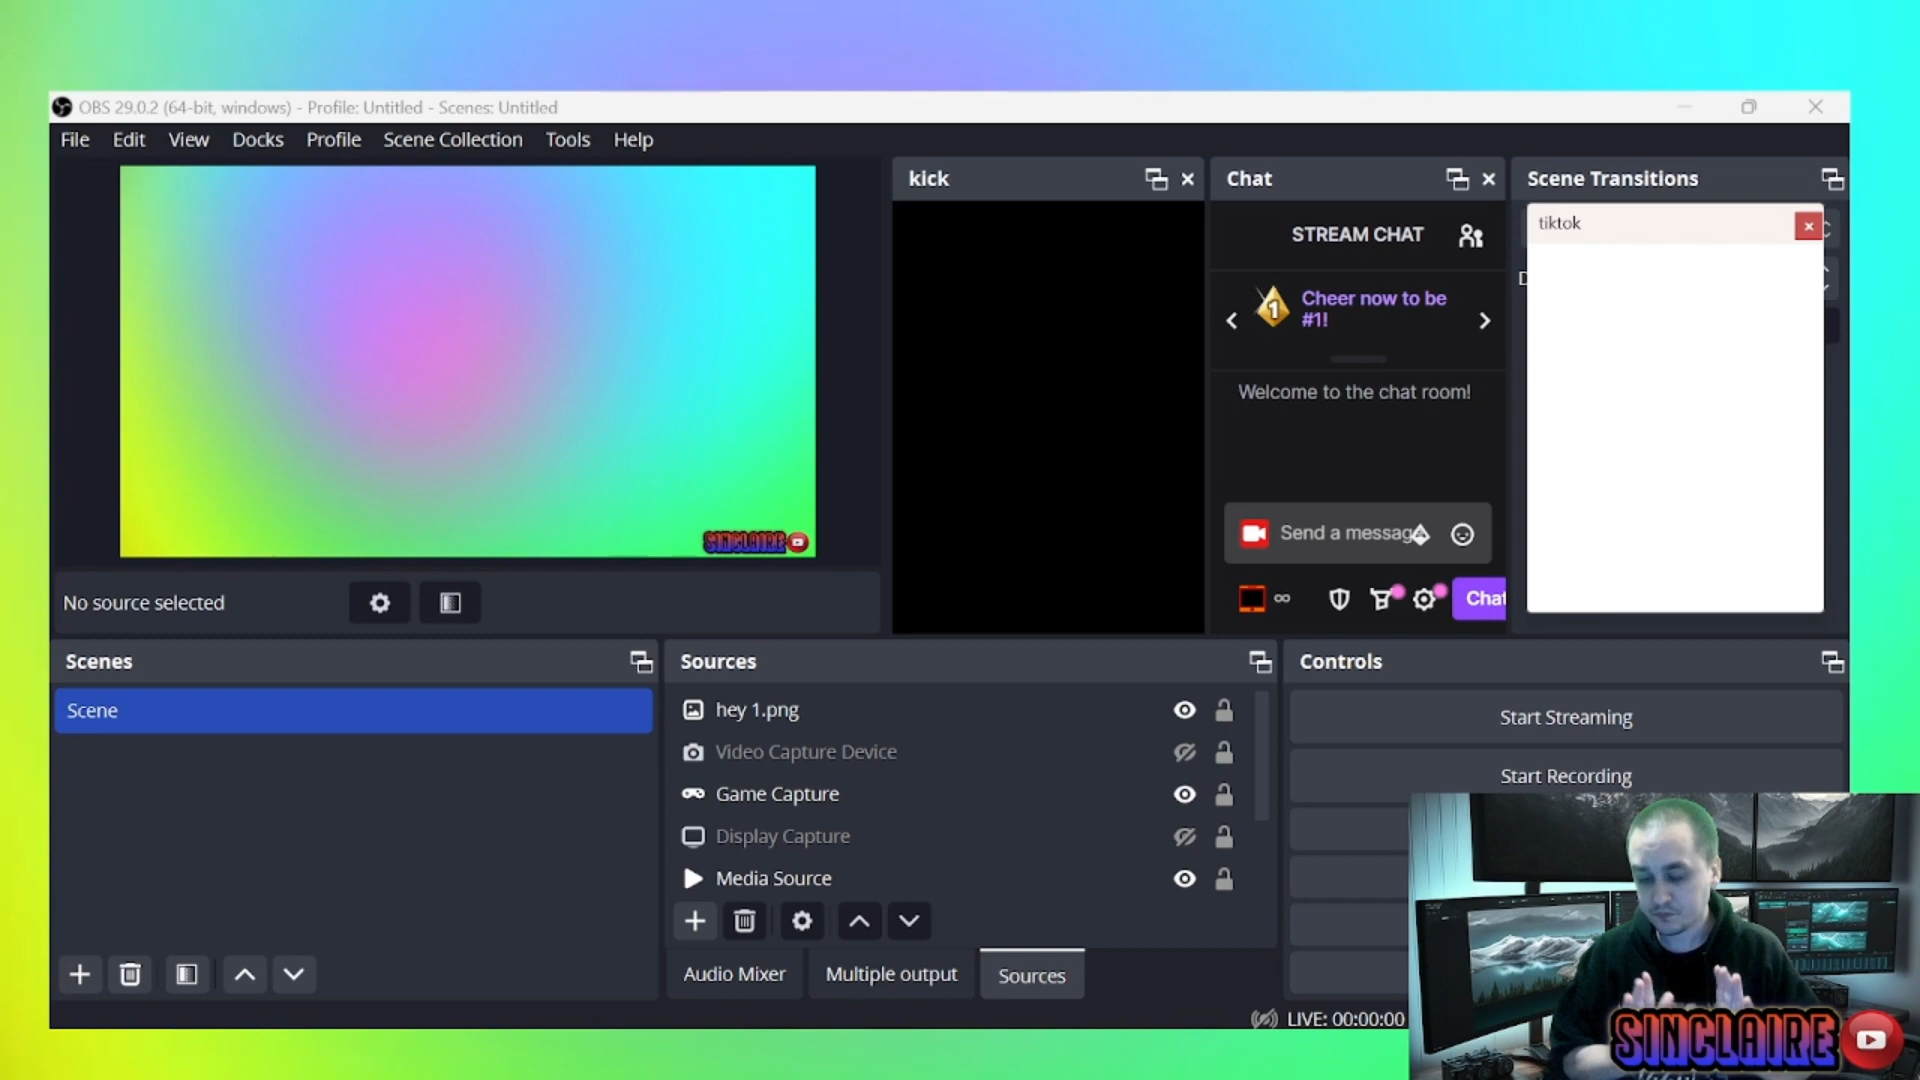 OBS 29.0.2 (64-bit, windows) - Profile: Untitled - Scenes: Untitled
File Edit View Docks Profile Scene Collection Tools Help
kick
Chat
Scene Transitions
tiktok
STREAM CHAT
1
Cheer now to be
#1!
D
Welcome to the chat room!
Send a messag
Chat
SINCLAIRE
No source selected
Scenes
Sources
Controls
Scene
hey 1.png
Video Capture Device
Game Capture
Display Capture
Media Source
Start Streaming
Start Recording
Audio Mixer
Multiple output
Sources
LIVE: 00:00:00
SINCLAIRE